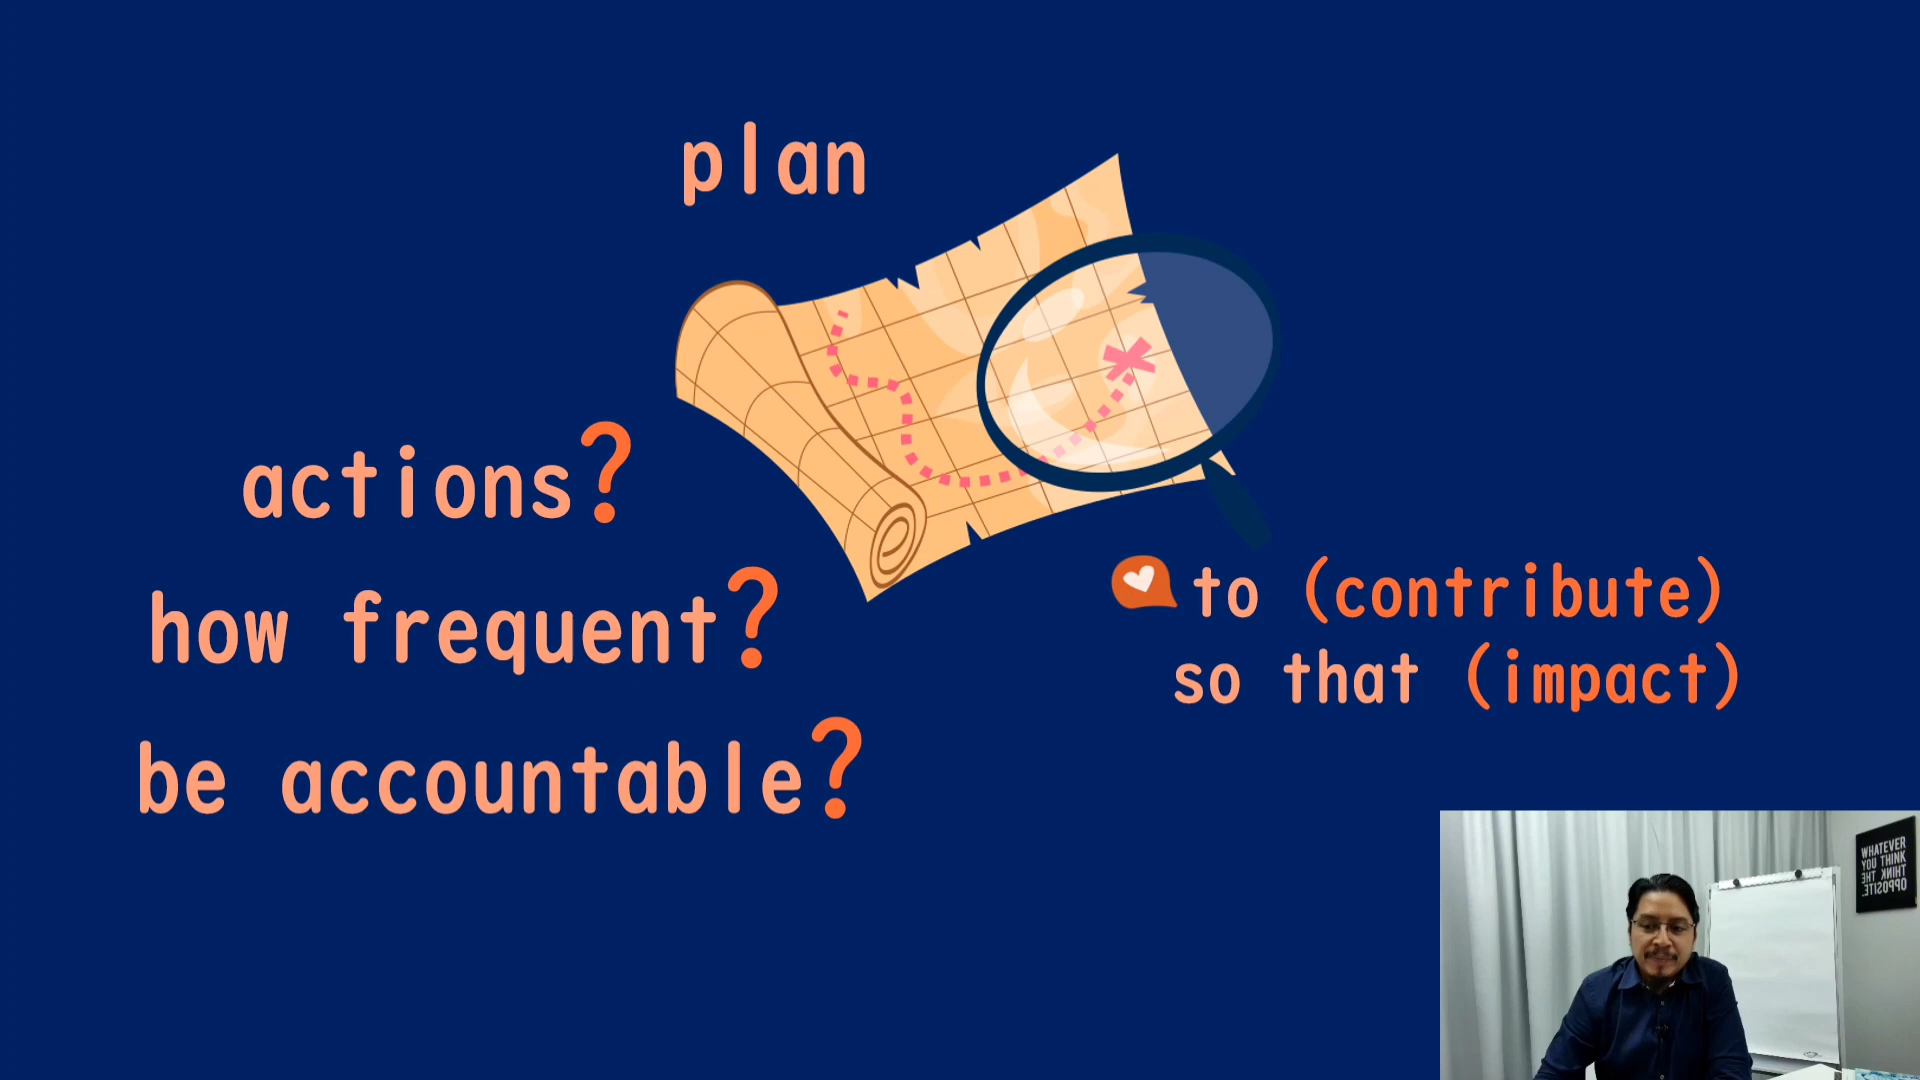 plan
actions?
how frequent?
be accountable?
to (contribute)
so that (impact)
WHATEVER
YOU THINK
THINK THE
OPPOSITE.